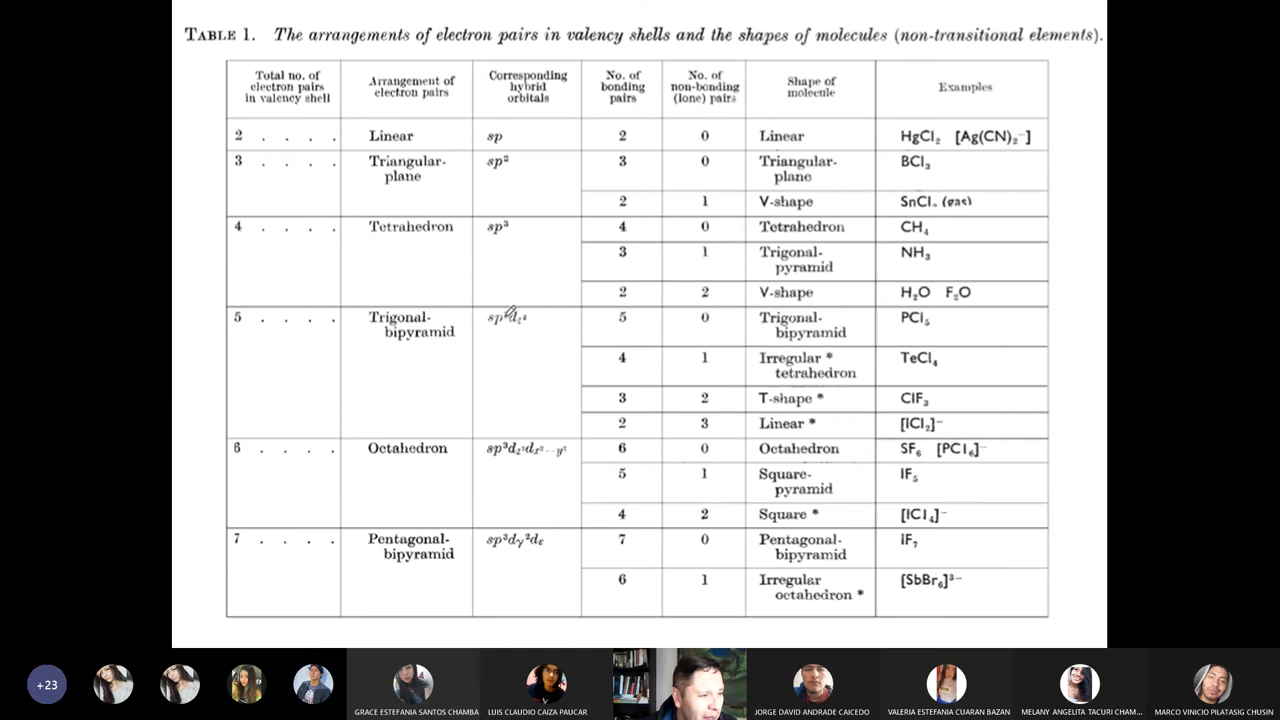 TABLE 1. The arrangements of electron pairs in valency shells and the shapes of molecules (non-transitional elements).
Total no. of electron pairs in valency shell
Arrangement of electron pairs
Corresponding hybrid orbitals
No. of bonding pairs
No. of non-bonding (lone) pairs
Shape of molecule
Examples
2 . . . . Linear sp 2 0 Linear HgCl₂ [Ag(CN)₂⁻]
3 . . . . Triangular-plane sp² 3 0 Triangular-plane BCl₃
2 1 V-shape SnCl₂ (gas)
4 . . . . Tetrahedron sp³ 4 0 Tetrahedron CH₄
3 1 Trigonal-pyramid NH₃
2 2 V-shape H₂O F₂O
5 . . . . Trigonal-bipyramid sp³d_z² 5 0 Trigonal-bipyramid PCl₅
4 1 Irregular * tetrahedron TeCl₄
3 2 T-shape * ClF₃
2 3 Linear * [ICl₂]⁻
6 . . . . Octahedron sp³d_z²d_x²-y² 6 0 Octahedron SF₆ [PCl₆]⁻
5 1 Square-pyramid IF₅
4 2 Square * [ICl₄]⁻
7 . . . . Pentagonal-bipyramid sp³dᵧ²dₑ 7 0 Pentagonal-bipyramid IF₇
6 1 Irregular octahedron * [SbBr₆]³⁻
+23
GRACE ESTEFANIA SANTOS CHAMBA
LUIS CLAUDIO CAIZA PAUCAR
JORGE DAVID ANDRADE CAICEDO
VALERIA ESTEFANIA CUARAN BAZAN
MELANY ANGELITA TACURI CHAM...
MARCO VINICIO PILATASIG CHUSIN